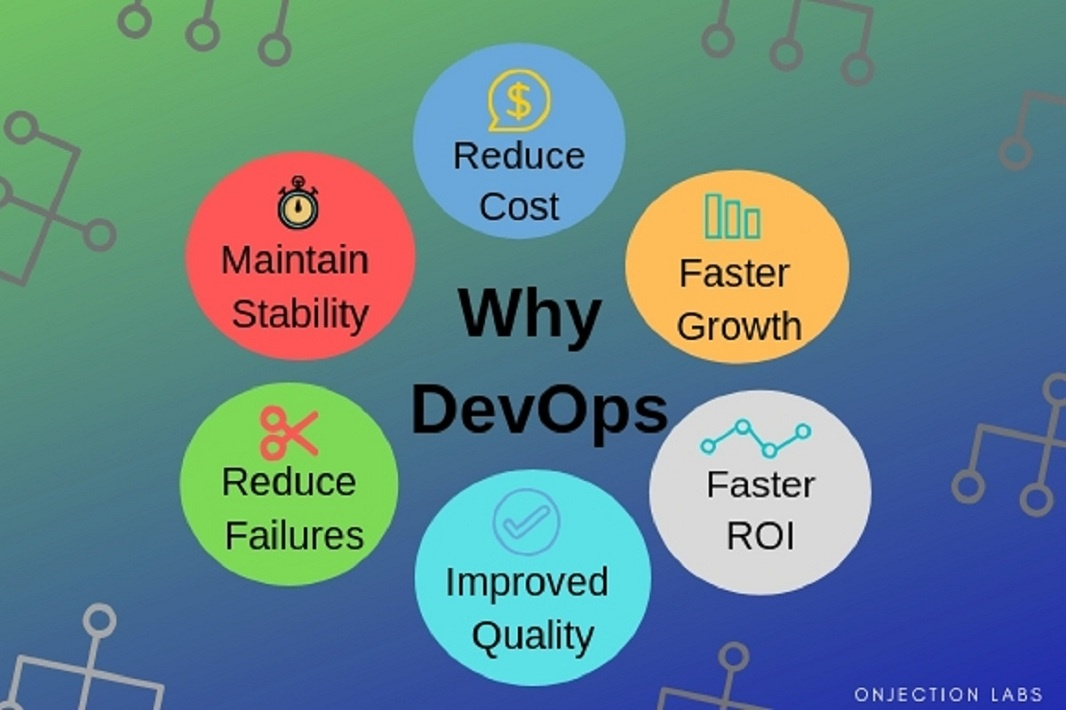 Reduce
Cost
Maintain
Stability
Faster
Growth
Why
DevOps
Reduce
Failures
Faster
ROI
Improved
Quality
ONJECTION LABS